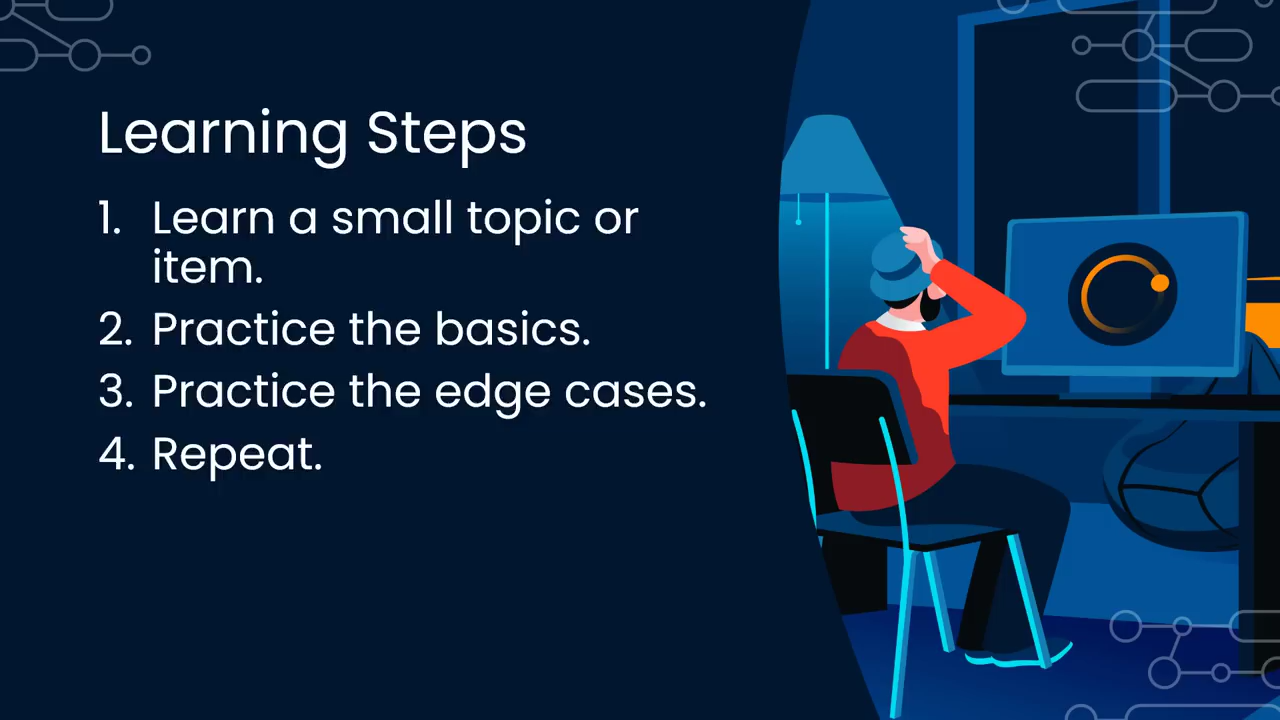 Learning Steps
1. Learn a small topic or
item.
2. Practice the basics.
3. Practice the edge cases.
4. Repeat.